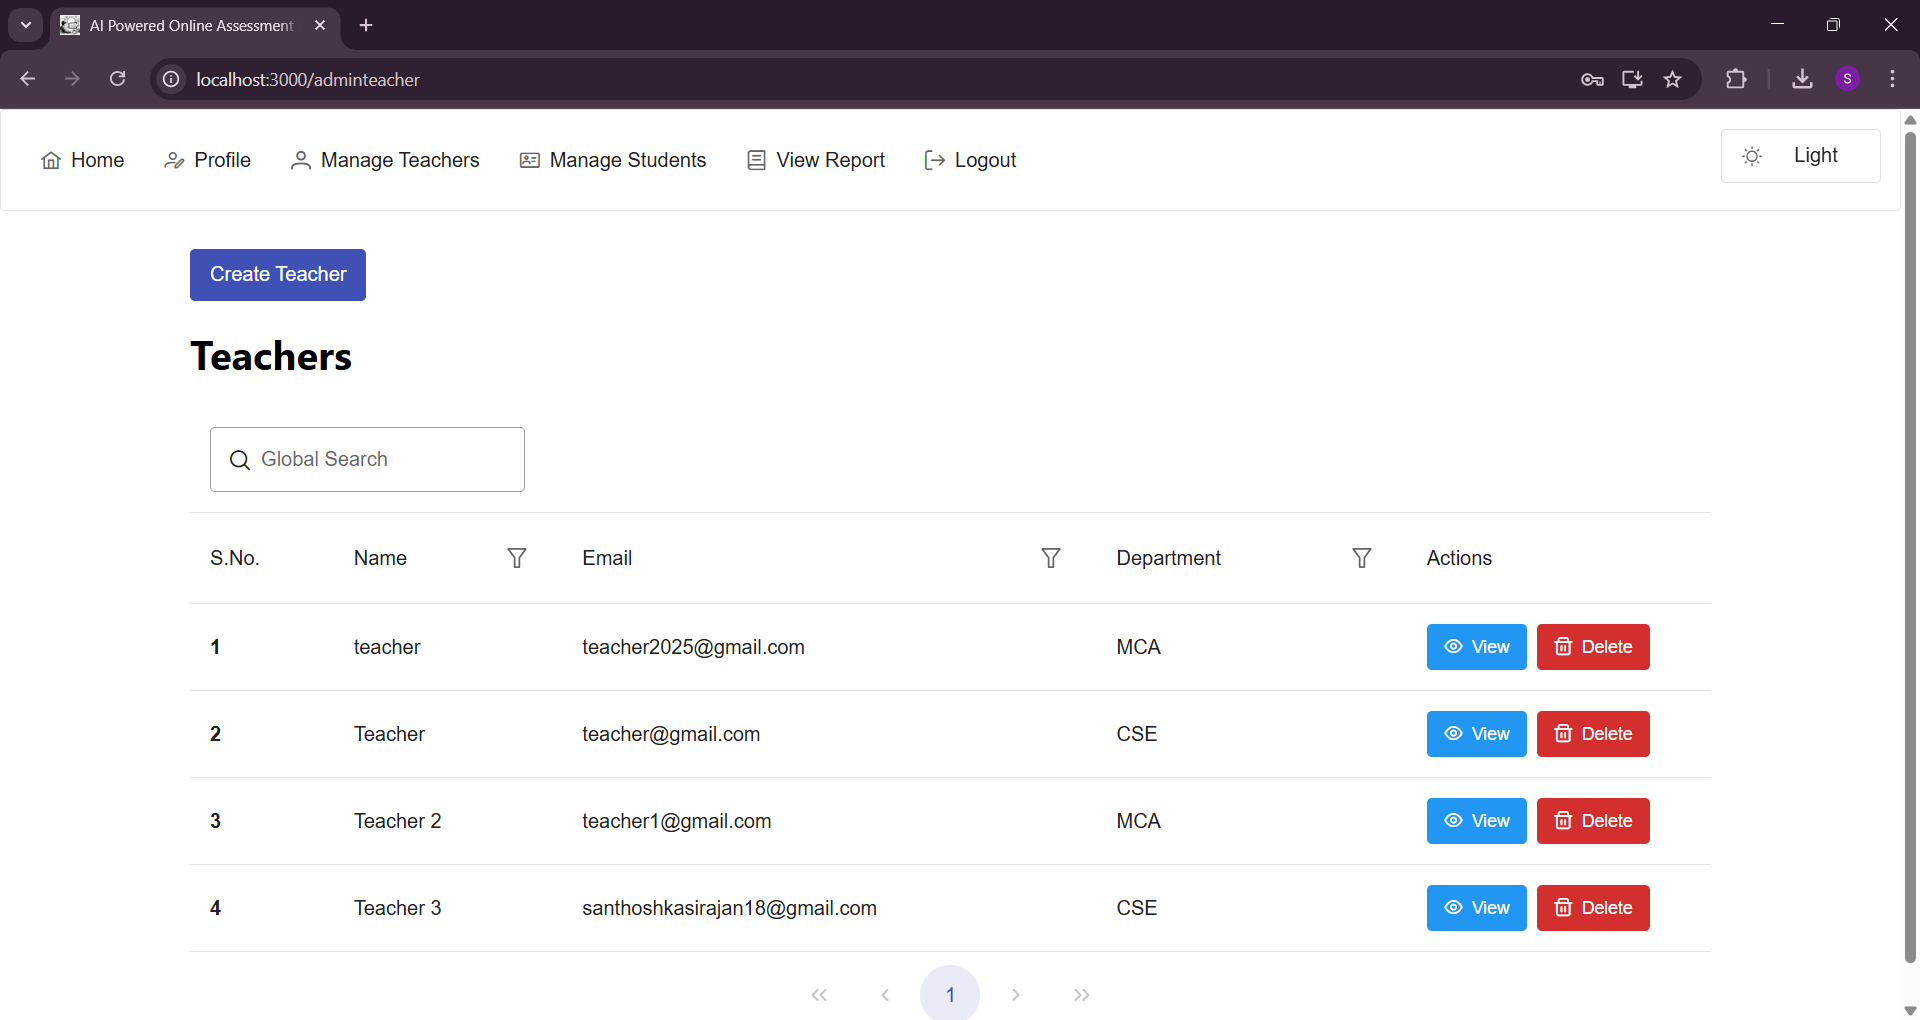 AI Powered Online Assessment
localhost:3000/adminteacher
S
Home Profile Manage Teachers Manage Students View Report Logout Light
Create Teacher
Teachers
Global Search
S.No. Name Email Department Actions
1 teacher teacher2025@gmail.com MCA View Delete
2 Teacher teacher@gmail.com CSE View Delete
3 Teacher 2 teacher1@gmail.com MCA View Delete
4 Teacher 3 santhoshkasirajan18@gmail.com CSE View Delete
1